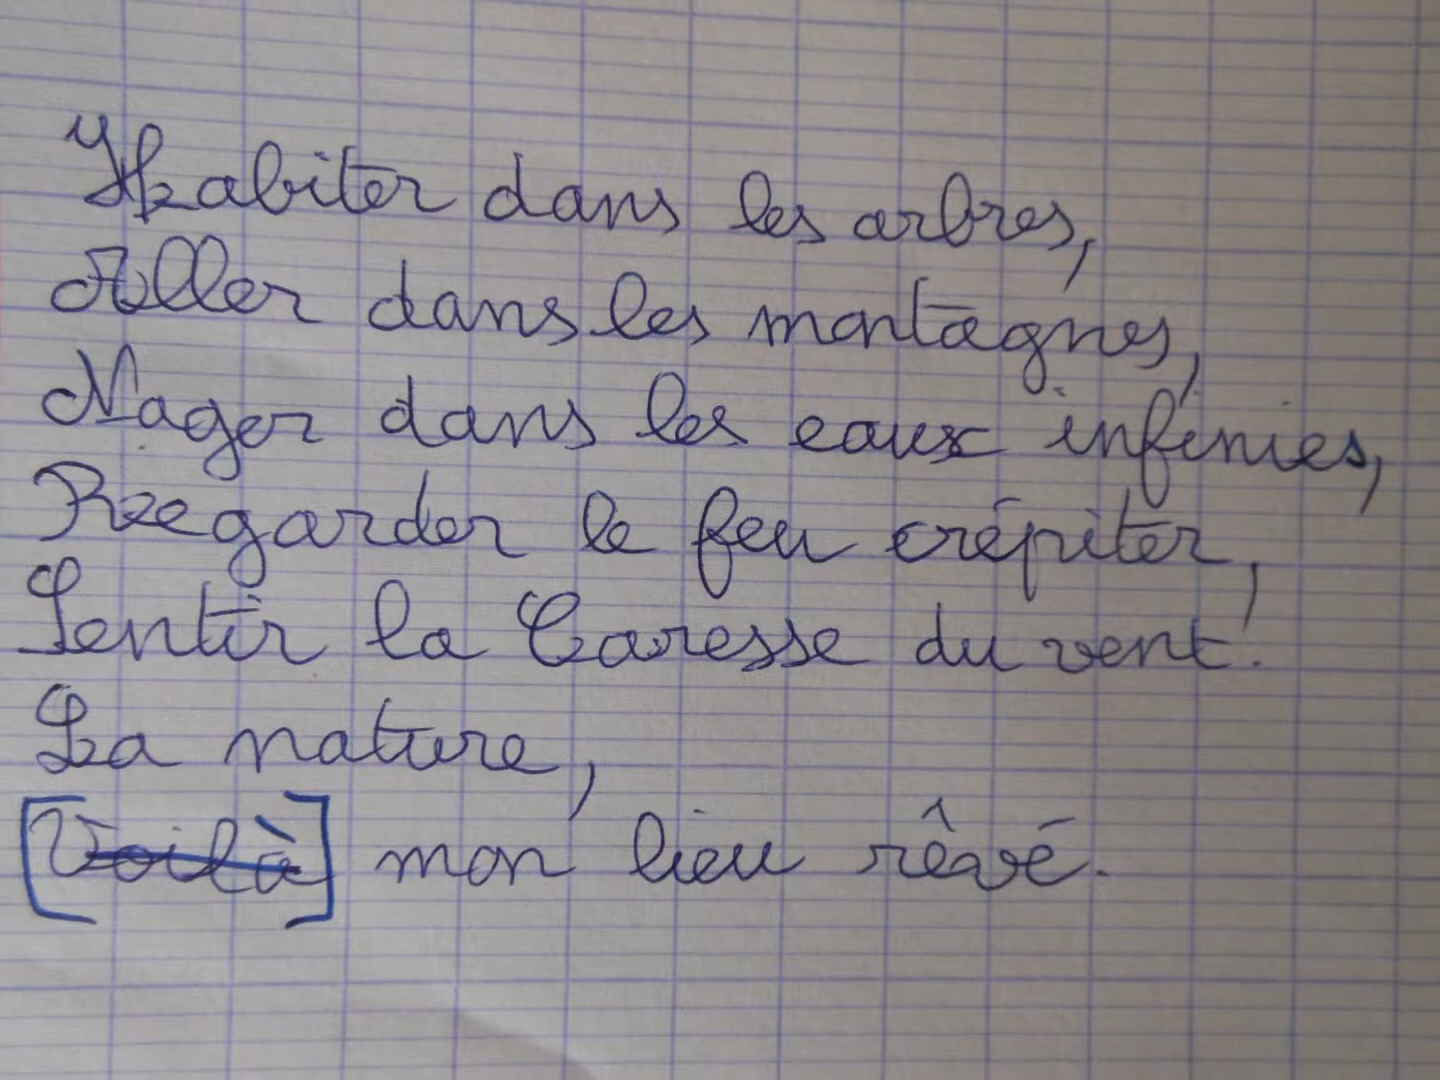 Habiter dans les arbres,
Aller dans les montagnes,
Nager dans les eaux infinies,
Regarder le feu crépiter,
Sentir la Caresse du vent.
La nature,
[Voilà] mon lieu rêvé.